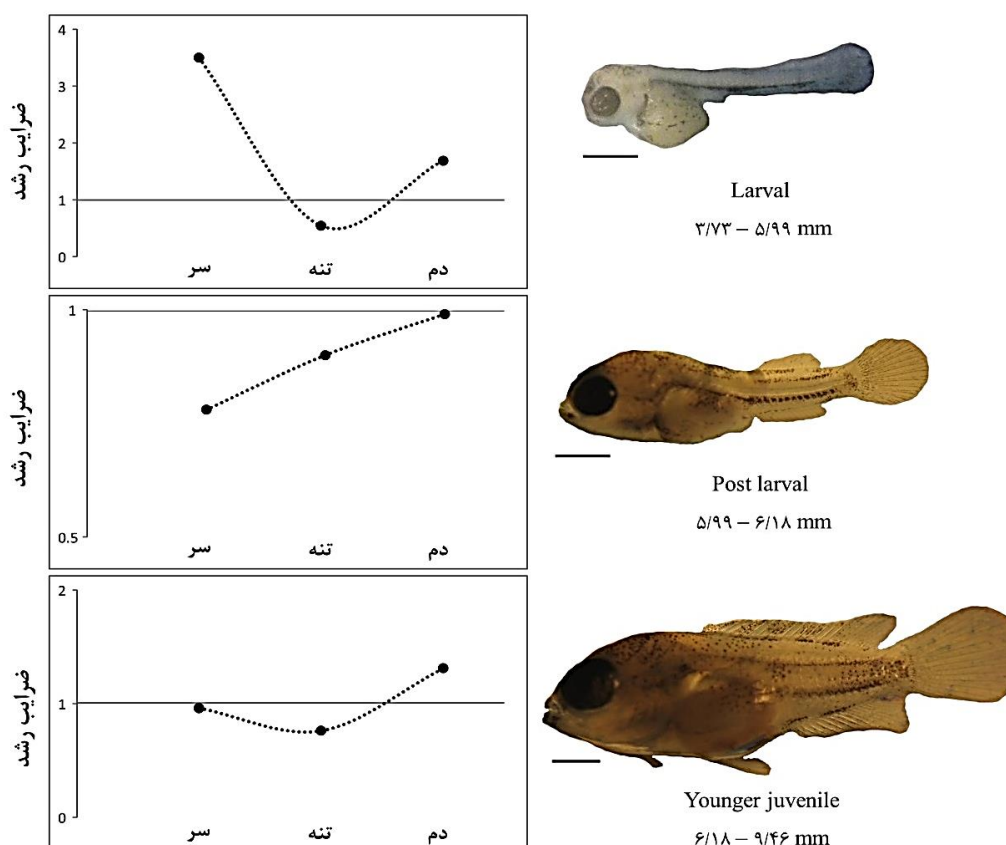 ضرایب رشد
4
3
2
1
0
سر تنه دم
Larval
۳/۷۳ – ۵/۹۹ mm
ضرایب رشد
1
0.5
سر تنه دم
Post larval
۵/۹۹ – ۶/۱۸ mm
ضرایب رشد
2
1
0
سر تنه دم
Younger juvenile
۶/۱۸ – ۹/۴۶ mm